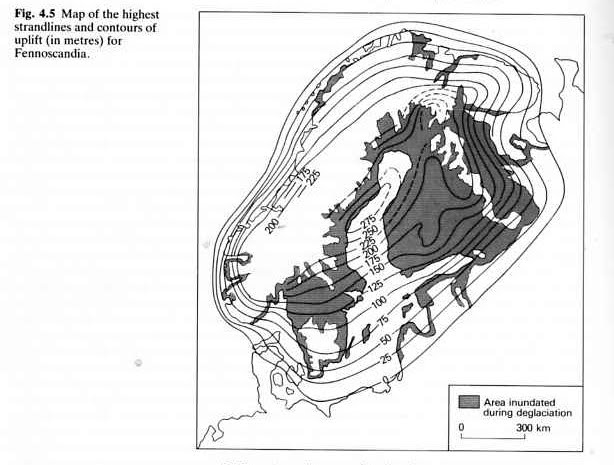 Fig. 4.5 Map of the highest
strandlines and contours of
uplift (in metres) for
Fennoscandia.
175
225
200
275
250
225
200
175
150
125
100
75
50
25
0
Area inundated
during deglaciation
0 300 km